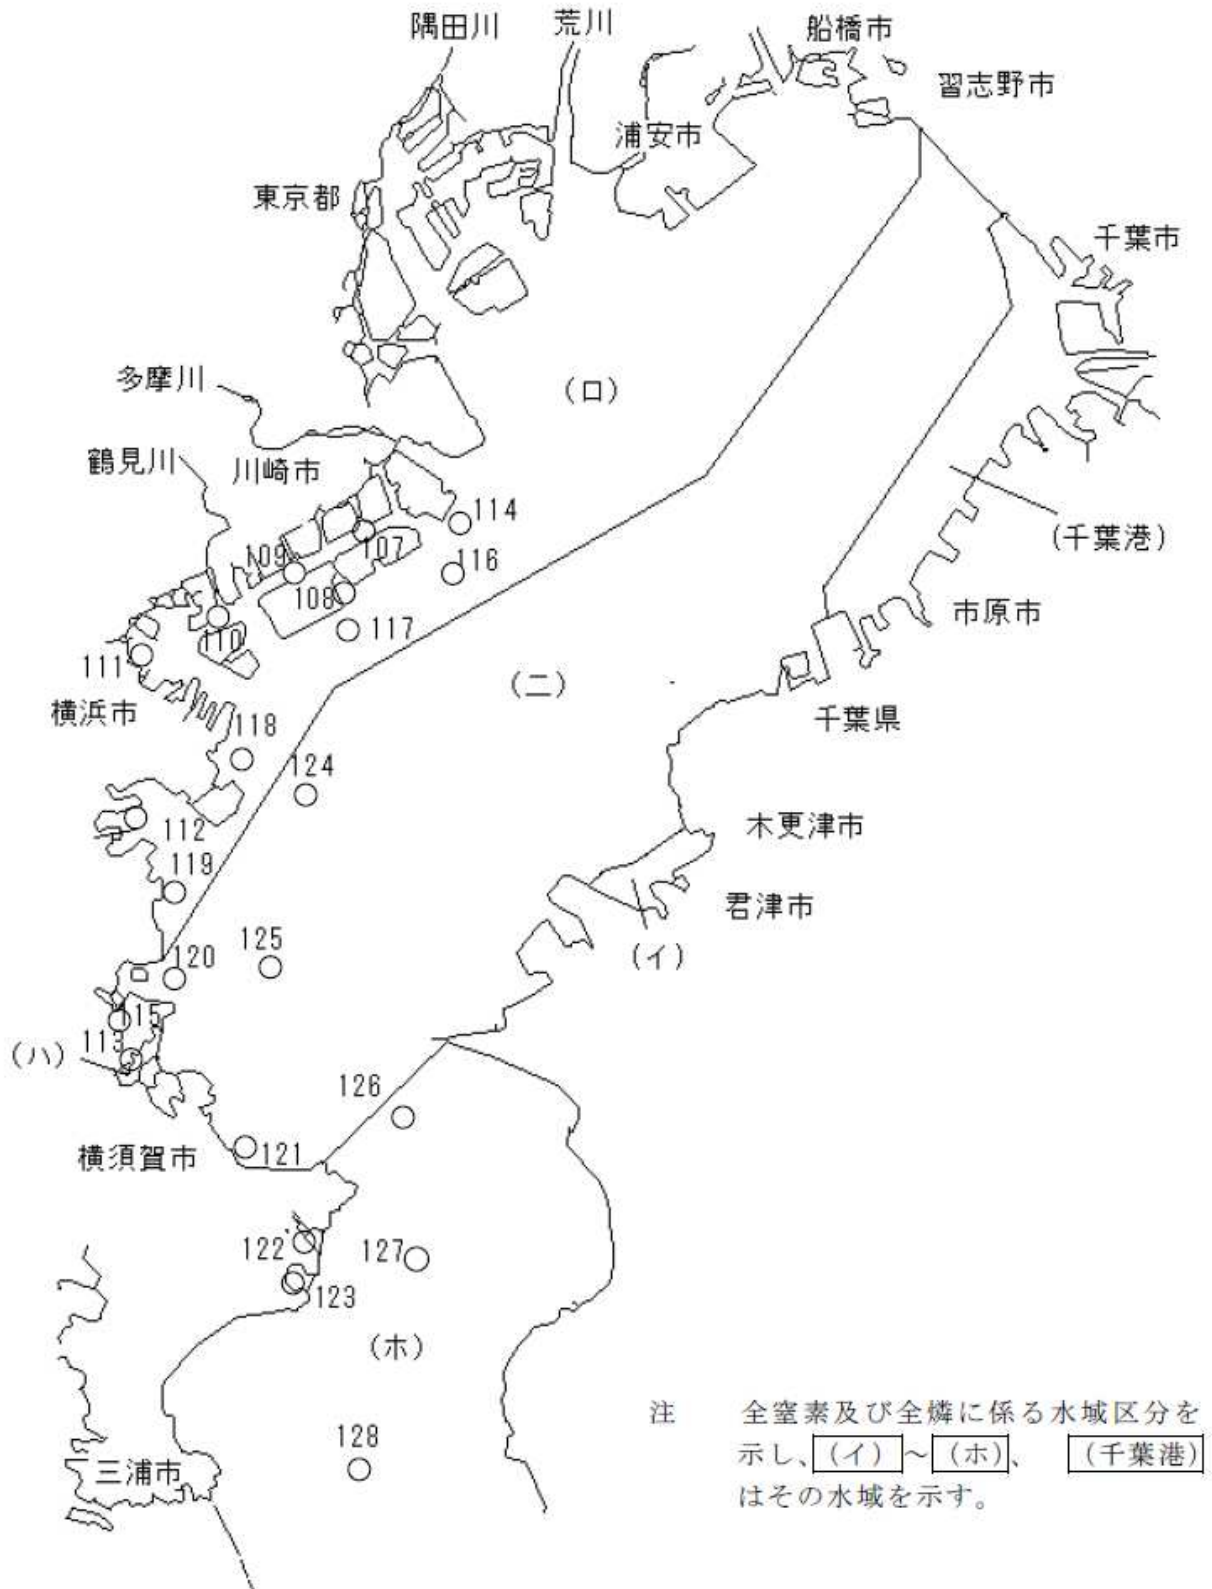 隅田川
荒川
船橋市
習志野市
浦安市
東京都
千葉市
多摩川
(ロ)
鶴見川
川崎市
114
(千葉港)
107
109
116
108
市原市
110
117
111
(ニ)
横浜市
千葉県
118
124
木更津市
112
119
君津市
125
120
(イ)
115
113
(ハ)
126
横須賀市
121
122
127
123
(ホ)
128
三浦市
注 全窒素及び全燐に係る水域区分を
示し、(イ)~(ホ)、 (千葉港)
はその水域を示す。